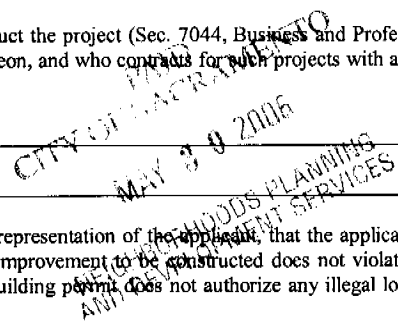 uct the project (Sec. 7044, Business and Profe
eon, and who contracts for such projects with a
PAID
CITY OF SACRAMENTO
MAY 30 2006
NEIGHBORHOODS PLANNING
AND DEVELOPMENT SERVICES
representation of the applicant, that the applica
improvement to be constructed does not violat
uilding permit does not authorize any illegal lo